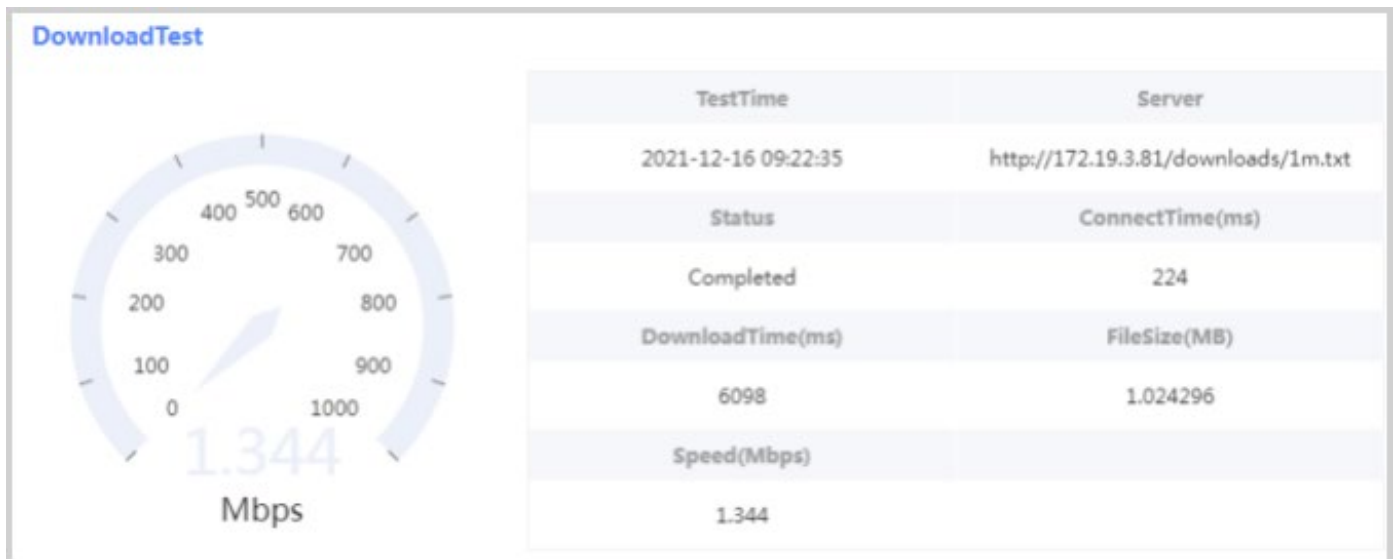 DownloadTest
TestTime Server
2021-12-16 09:22:35 http://172.19.3.81/downloads/1m.txt
Status ConnectTime(ms)
Completed 224
DownloadTime(ms) FileSize(MB)
6098 1.024296
Speed(Mbps)
1.344
0
100
200
300
400
500
600
700
800
900
1000
1.344
Mbps